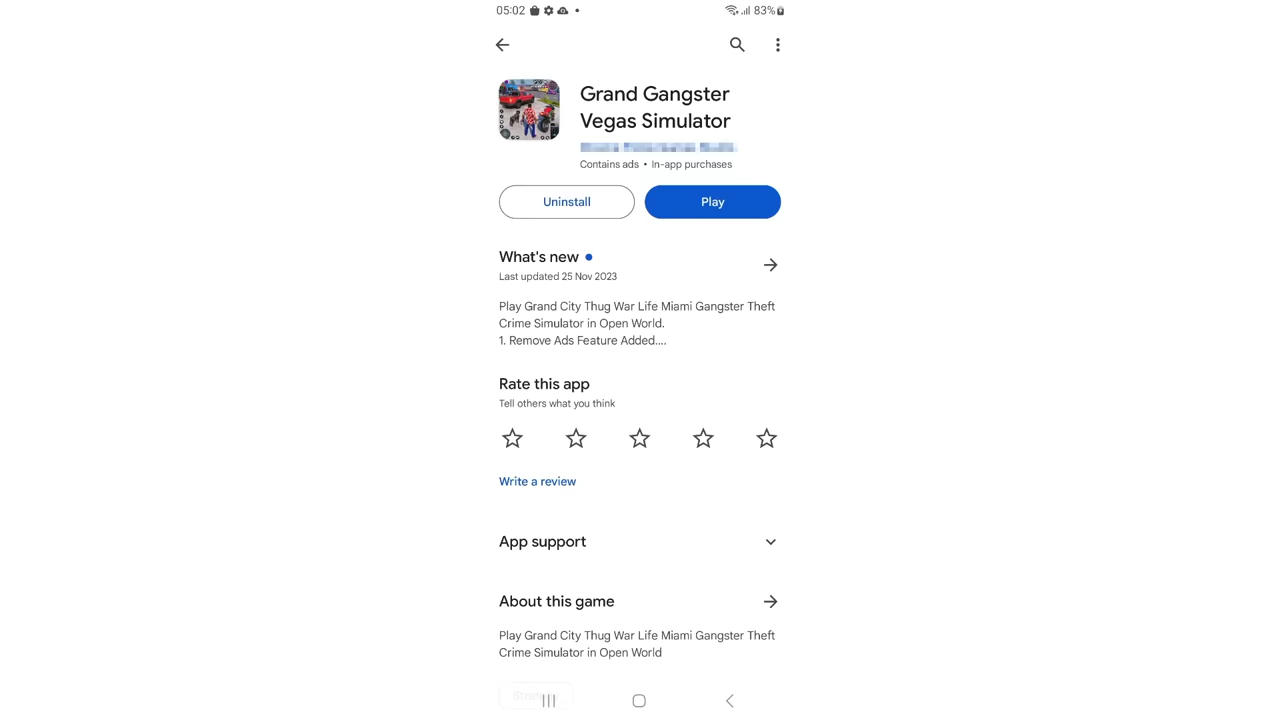 05:02
83%
Grand Gangster
Vegas Simulator
Contains ads • In-app purchases
Uninstall
Play
What's new
Last updated 25 Nov 2023
Play Grand City Thug War Life Miami Gangster Theft
Crime Simulator in Open World.
1. Remove Ads Feature Added....
Rate this app
Tell others what you think
Write a review
App support
About this game
Play Grand City Thug War Life Miami Gangster Theft
Crime Simulator in Open World